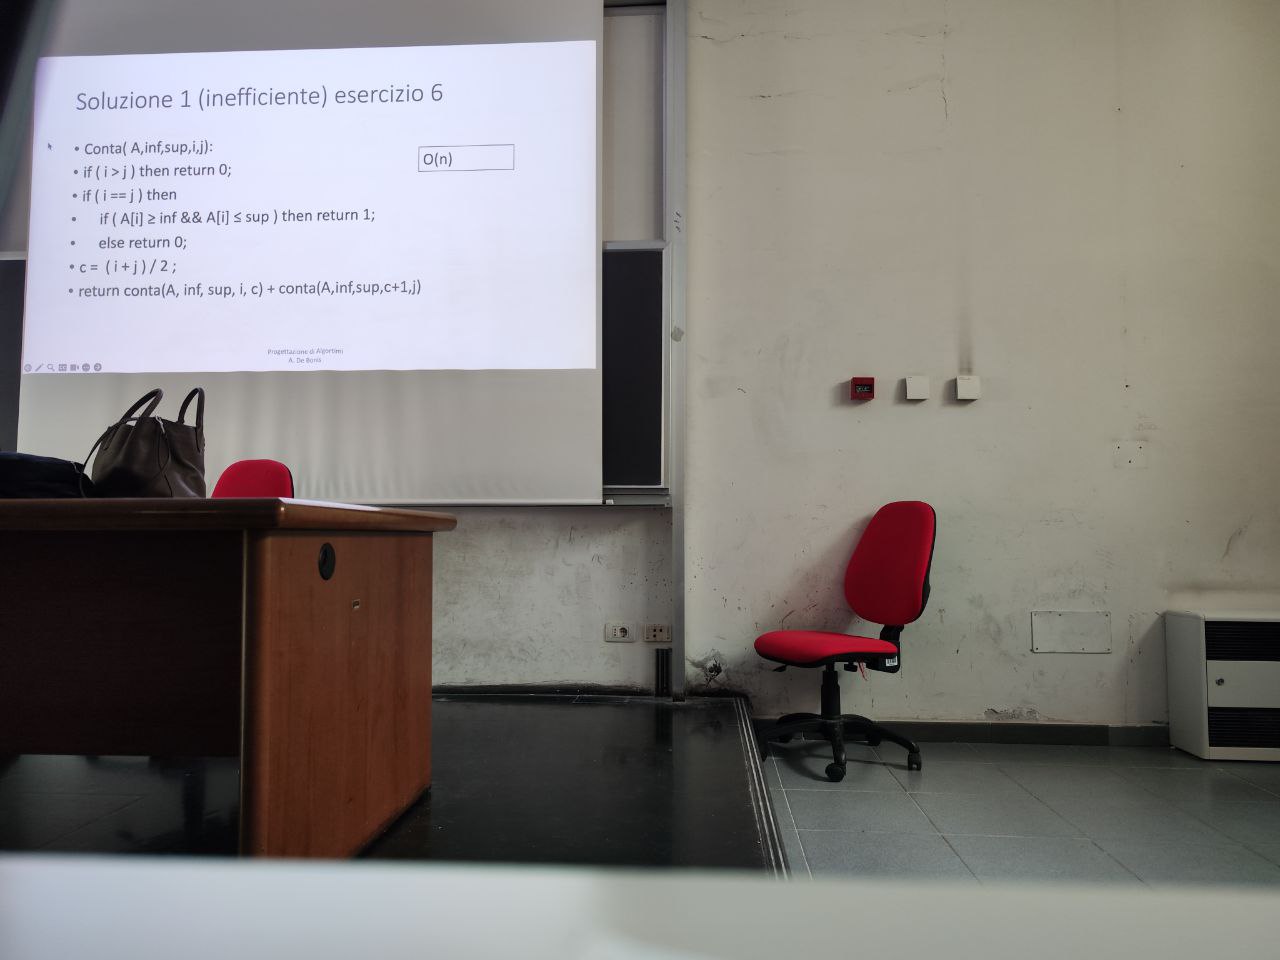 Soluzione 1 (inefficiente) esercizio 6
• Conta( A,inf,sup,i,j):
O(n)
• if ( i > j ) then return 0;
• if ( i == j ) then
• if ( A[i] ≥ inf && A[i] ≤ sup ) then return 1;
• else return 0;
• c = ( i + j ) / 2 ;
• return conta(A, inf, sup, i, c) + conta(A,inf,sup,c+1,j)
Progettazione di Algoritmi
A. De Bonis